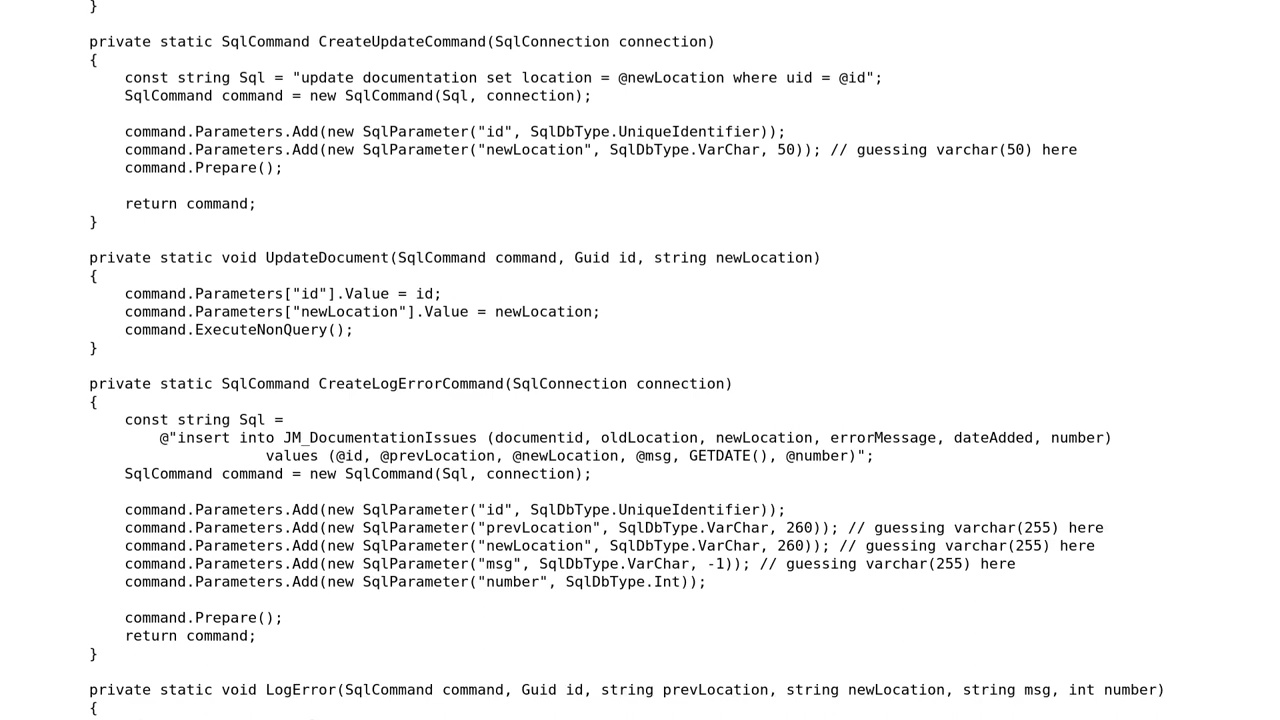 }
private static SqlCommand CreateUpdateCommand(SqlConnection connection)
{
const string Sql = "update documentation set location = @newLocation where uid = @id";
SqlCommand command = new SqlCommand(Sql, connection);
command.Parameters.Add(new SqlParameter("id", SqlDbType.UniqueIdentifier));
command.Parameters.Add(new SqlParameter("newLocation", SqlDbType.VarChar, 50)); // guessing varchar(50) here
command.Prepare();
return command;
}
private static void UpdateDocument(SqlCommand command, Guid id, string newLocation)
{
command.Parameters["id"].Value = id;
command.Parameters["newLocation"].Value = newLocation;
command.ExecuteNonQuery();
}
private static SqlCommand CreateLogErrorCommand(SqlConnection connection)
{
const string Sql =
@"insert into JM_DocumentationIssues (documentid, oldLocation, newLocation, errorMessage, dateAdded, number)
values (@id, @prevLocation, @newLocation, @msg, GETDATE(), @number)";
SqlCommand command = new SqlCommand(Sql, connection);
command.Parameters.Add(new SqlParameter("id", SqlDbType.UniqueIdentifier));
command.Parameters.Add(new SqlParameter("prevLocation", SqlDbType.VarChar, 260)); // guessing varchar(255) here
command.Parameters.Add(new SqlParameter("newLocation", SqlDbType.VarChar, 260)); // guessing varchar(255) here
command.Parameters.Add(new SqlParameter("msg", SqlDbType.VarChar, -1)); // guessing varchar(255) here
command.Parameters.Add(new SqlParameter("number", SqlDbType.Int));
command.Prepare();
return command;
}
private static void LogError(SqlCommand command, Guid id, string prevLocation, string newLocation, string msg, int number)
{